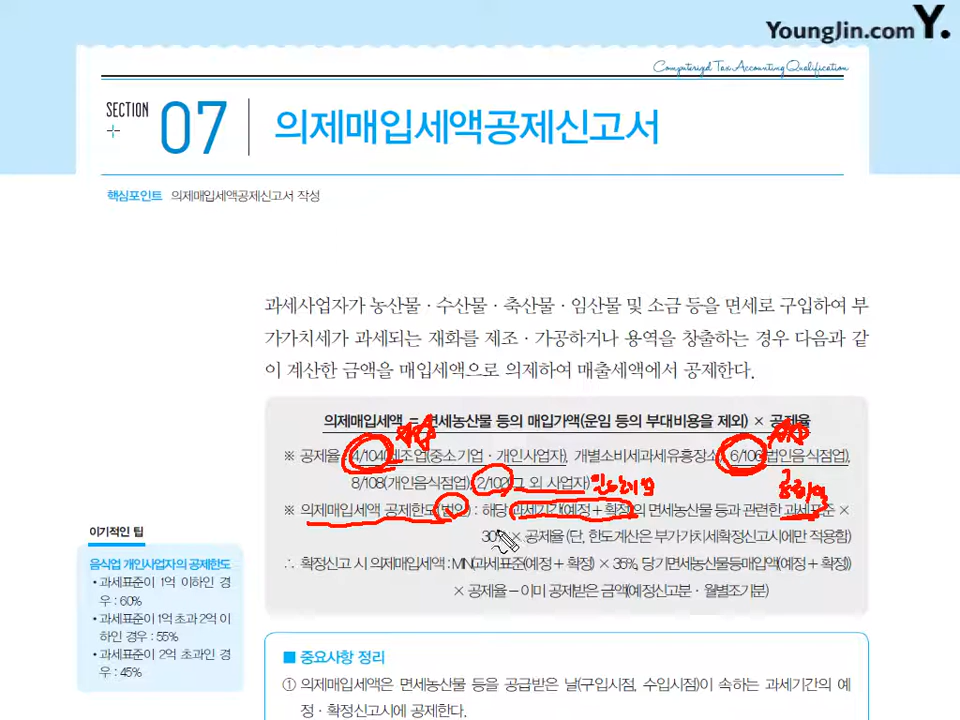 YoungJin.com Y.
Computerized Tax Accounting Qualification
SECTION 07 의제매입세액공제신고서
핵심포인트 의제매입세액공제신고서 작성
과세사업자가 농산물·수산물·축산물·임산물 및 소금 등을 면세로 구입하여 부
가가치세가 과세되는 재화를 제조·가공하거나 용역을 창출하는 경우 다음과 같
이 계산한 금액을 매입세액으로 의제하여 매출세액에서 공제한다.
의제매입세액 = 면세농산물 등의 매입가액(운임 등의 부대비용을 제외) × 공제율
※ 공제율 : 4/104(제조업(중소기업·개인사업자), 개별소비세과세유흥장소, 6/106(법인음식점업),
8/108(개인음식점업), 2/102(그 외 사업자)
※ 의제매입세액 공제한도(법인) : 해당 과세기간(예정+확정)의 면세농산물 등과 관련한 과세표준 ×
30% × 공제율 (단, 한도계산은 부가가치세확정신고시에만 적용함)
∴ 확정신고 시 의제매입세액 : MIN(과세표준(예정+확정) × 35%, 당기면세농산물등매입액(예정+확정))
× 공제율 − 이미 공제받은 금액(예정신고분·월별조기분)
이기적인 팁
음식업 개인사업자의 공제한도
• 과세표준이 1억 이하인 경
우 : 60%
• 과세표준이 1억 초과 2억 이
하인 경우 : 55%
• 과세표준이 2억 초과인 경
우 : 45%
■ 중요사항 정리
① 의제매입세액은 면세농산물 등을 공급받은 날(구입시점, 수입시점)이 속하는 과세기간의 예
정·확정신고시에 공제한다.